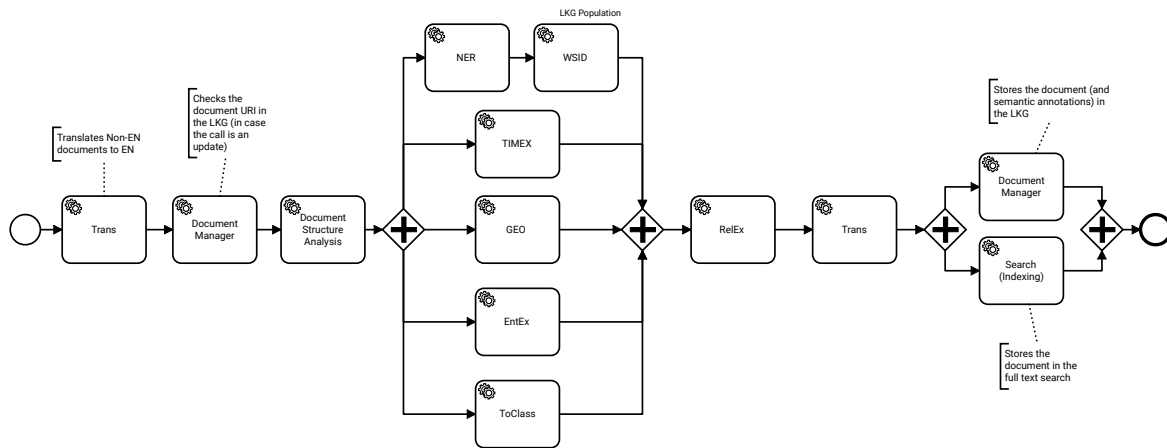 LKG Population
NER
WSID
Checks the
document URI in
the LKG (in case
the call is an
update)
Stores the document (and
semantic annotations) in
the LKG
Translates Non-EN
documents to EN
TIMEX
Trans
Document
Manager
Document
Structure
Analysis
GEO
RelEx
Trans
Document
Manager
Search
(Indexing)
EntEx
Stores the
document in the
full text search
ToClass